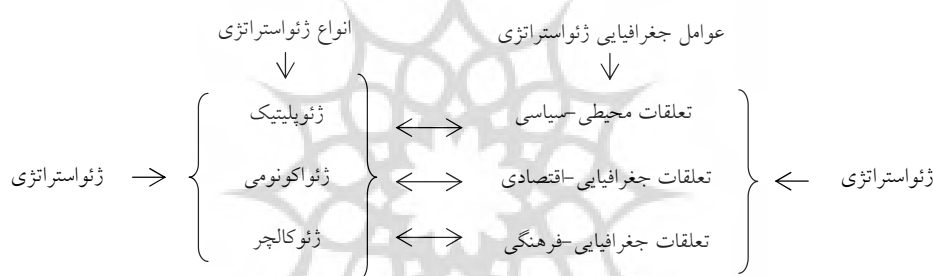 عوامل جغرافیایی ژئواستراتژی
انواع ژئواستراتژی
تعلقات محیطی-سیاسی
ژئوپلیتیک
ژئواستراتژی
تعلقات جغرافیایی-اقتصادی
ژئواکونومی
ژئواستراتژی
تعلقات جغرافیایی-فرهنگی
ژئوکالچر